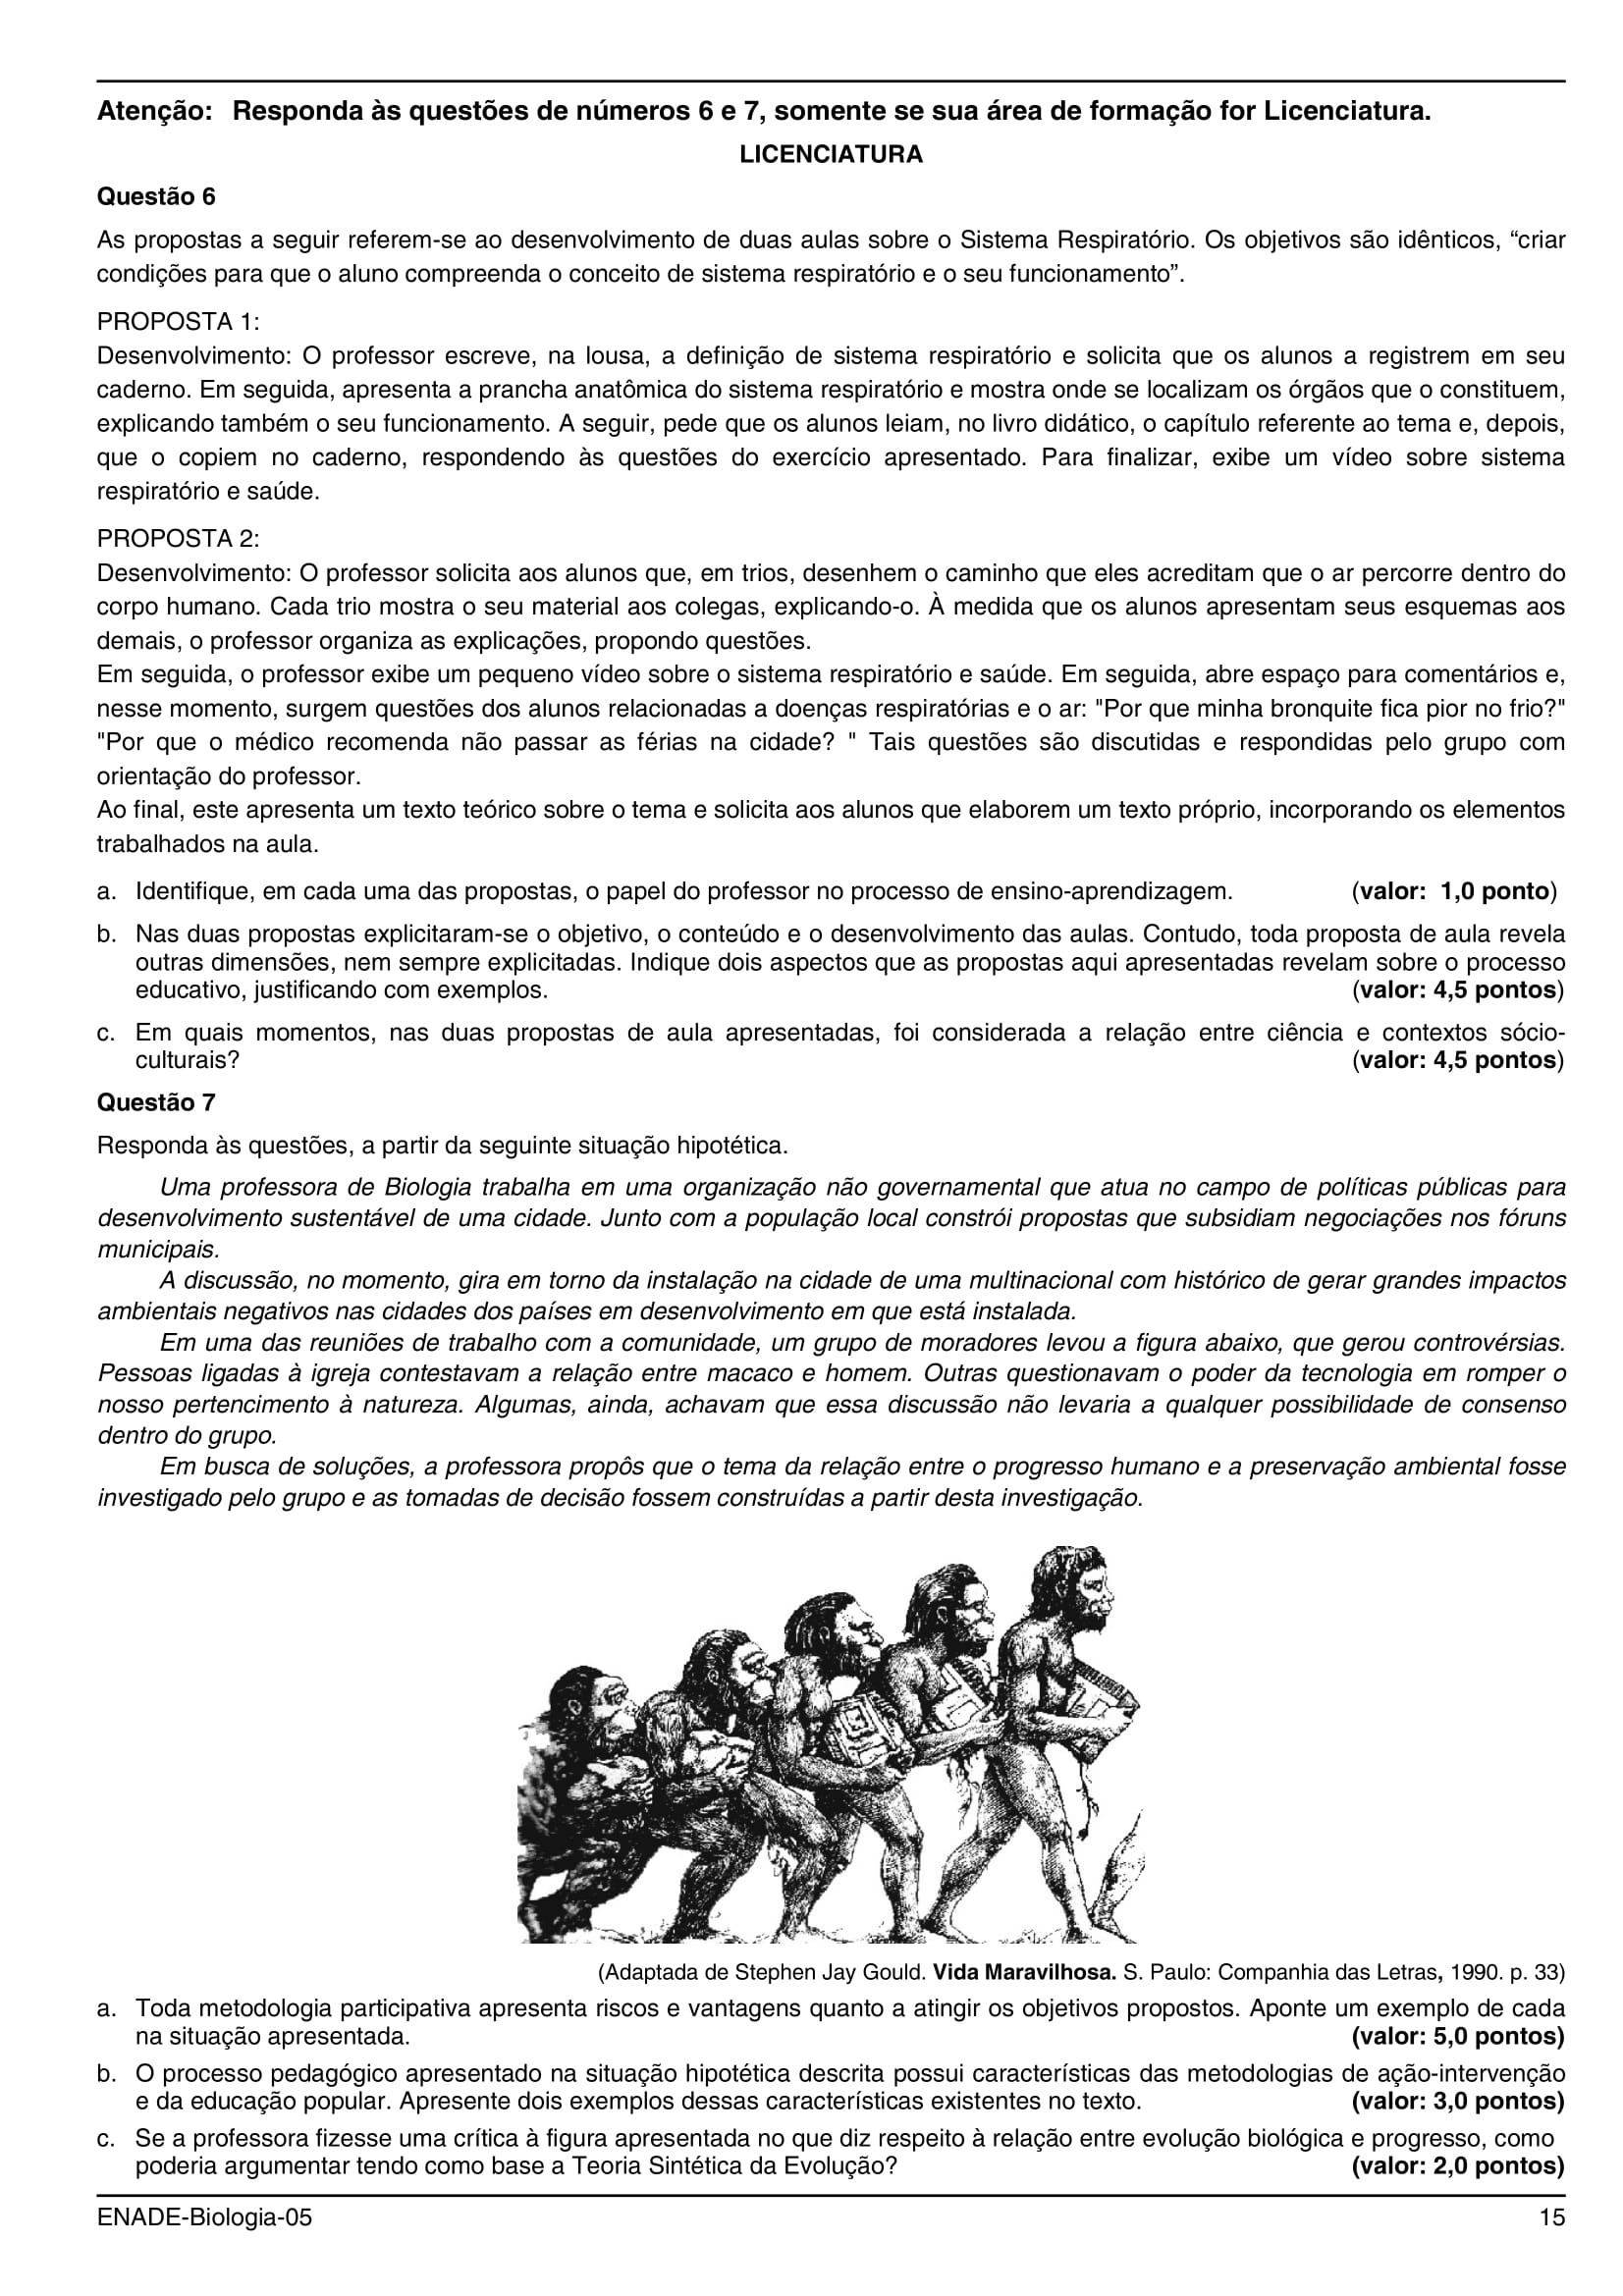 Atenção: Responda às questões de números 6 e 7, somente se sua área de formação for Licenciatura.
LICENCIATURA
Questão 6
As propostas a seguir referem-se ao desenvolvimento de duas aulas sobre o Sistema Respiratório. Os objetivos são idênticos, “criar
condições para que o aluno compreenda o conceito de sistema respiratório e o seu funcionamento”.
PROPOSTA 1:
Desenvolvimento: O professor escreve, na lousa, a definição de sistema respiratório e solicita que os alunos a registrem em seu
caderno. Em seguida, apresenta a prancha anatômica do sistema respiratório e mostra onde se localizam os órgãos que o constituem,
explicando também o seu funcionamento. A seguir, pede que os alunos leiam, no livro didático, o capítulo referente ao tema e, depois,
que o copiem no caderno, respondendo às questões do exercício apresentado. Para finalizar, exibe um vídeo sobre sistema
respiratório e saúde.
PROPOSTA 2:
Desenvolvimento: O professor solicita aos alunos que, em trios, desenhem o caminho que eles acreditam que o ar percorre dentro do
corpo humano. Cada trio mostra o seu material aos colegas, explicando-o. À medida que os alunos apresentam seus esquemas aos
demais, o professor organiza as explicações, propondo questões.
Em seguida, o professor exibe um pequeno vídeo sobre o sistema respiratório e saúde. Em seguida, abre espaço para comentários e,
nesse momento, surgem questões dos alunos relacionadas a doenças respiratórias e o ar: "Por que minha bronquite fica pior no frio?"
"Por que o médico recomenda não passar as férias na cidade? " Tais questões são discutidas e respondidas pelo grupo com
orientação do professor.
Ao final, este apresenta um texto teórico sobre o tema e solicita aos alunos que elaborem um texto próprio, incorporando os elementos
trabalhados na aula.
a. Identifique, em cada uma das propostas, o papel do professor no processo de ensino-aprendizagem. (valor: 1,0 ponto)
b. Nas duas propostas explicitaram-se o objetivo, o conteúdo e o desenvolvimento das aulas. Contudo, toda proposta de aula revela
outras dimensões, nem sempre explicitadas. Indique dois aspectos que as propostas aqui apresentadas revelam sobre o processo
educativo, justificando com exemplos. (valor: 4,5 pontos)
c. Em quais momentos, nas duas propostas de aula apresentadas, foi considerada a relação entre ciência e contextos sócio-
culturais? (valor: 4,5 pontos)
Questão 7
Responda às questões, a partir da seguinte situação hipotética.
Uma professora de Biologia trabalha em uma organização não governamental que atua no campo de políticas públicas para
desenvolvimento sustentável de uma cidade. Junto com a população local constrói propostas que subsidiam negociações nos fóruns
municipais.
A discussão, no momento, gira em torno da instalação na cidade de uma multinacional com histórico de gerar grandes impactos
ambientais negativos nas cidades dos países em desenvolvimento em que está instalada.
Em uma das reuniões de trabalho com a comunidade, um grupo de moradores levou a figura abaixo, que gerou controvérsias.
Pessoas ligadas à igreja contestavam a relação entre macaco e homem. Outras questionavam o poder da tecnologia em romper o
nosso pertencimento à natureza. Algumas, ainda, achavam que essa discussão não levaria a qualquer possibilidade de consenso
dentro do grupo.
Em busca de soluções, a professora propôs que o tema da relação entre o progresso humano e a preservação ambiental fosse
investigado pelo grupo e as tomadas de decisão fossem construídas a partir desta investigação.
(Adaptada de Stephen Jay Gould. Vida Maravilhosa. S. Paulo: Companhia das Letras, 1990. p. 33)
a. Toda metodologia participativa apresenta riscos e vantagens quanto a atingir os objetivos propostos. Aponte um exemplo de cada
na situação apresentada. (valor: 5,0 pontos)
b. O processo pedagógico apresentado na situação hipotética descrita possui características das metodologias de ação-intervenção
e da educação popular. Apresente dois exemplos dessas características existentes no texto. (valor: 3,0 pontos)
c. Se a professora fizesse uma crítica à figura apresentada no que diz respeito à relação entre evolução biológica e progresso, como
poderia argumentar tendo como base a Teoria Sintética da Evolução? (valor: 2,0 pontos)
ENADE-Biologia-05 15